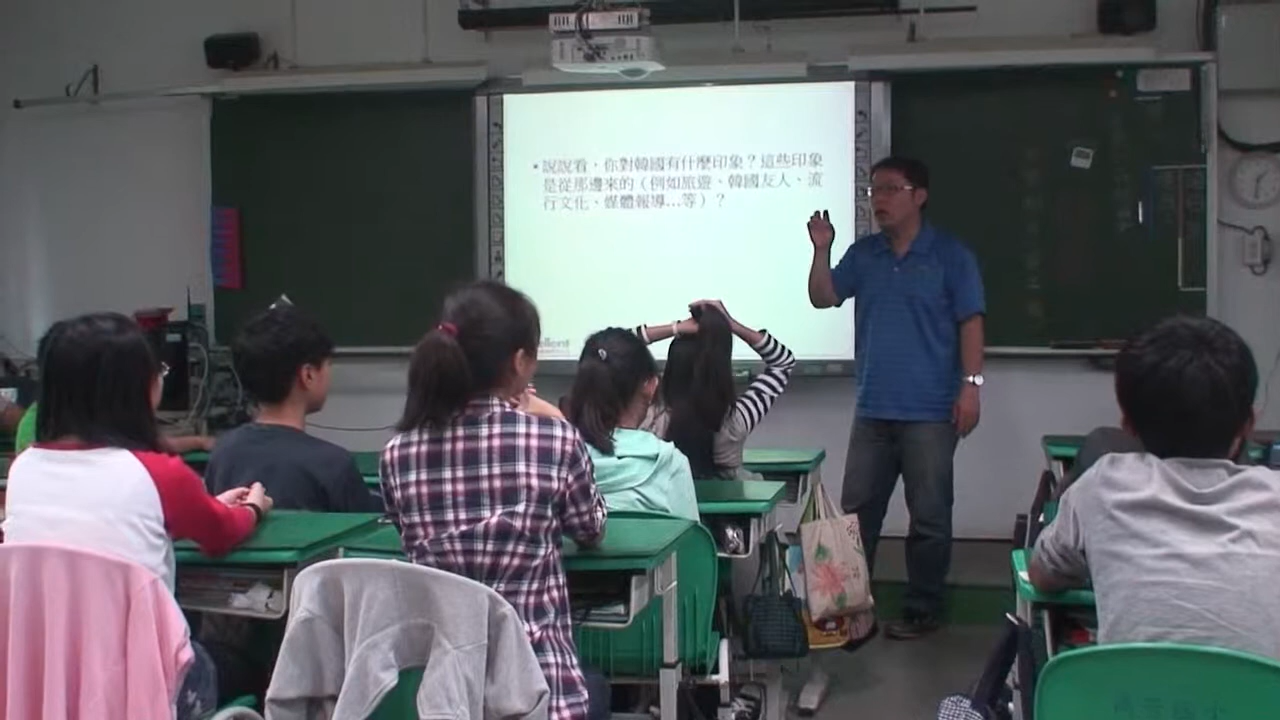 • 說說看，你對韓國有什麼印象？這些印象
是從那邊來的（例如旅遊、韓國友人、流
行文化、媒體報導…等）？